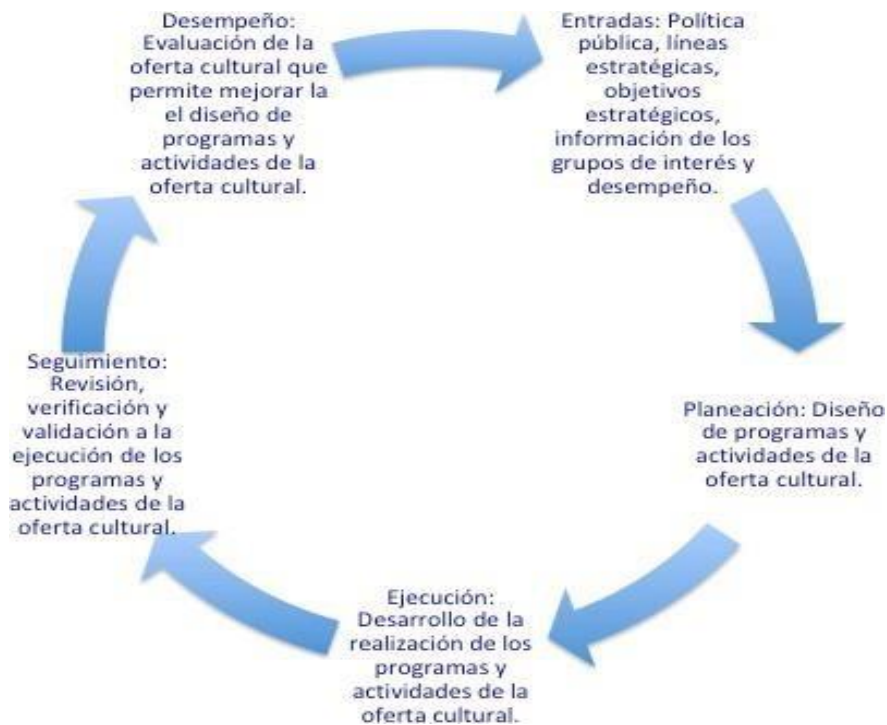 Desempeño:
Evaluación de la
oferta cultural que
permite mejorar la
el diseño de
programas y
actividades de la
oferta cultural.
Entradas: Política
pública, líneas
estratégicas,
objetivos
estratégicos,
información de los
grupos de interés y
desempeño.
Planeación: Diseño
de programas y
actividades de la
oferta cultural.
Ejecución:
Desarrollo de la
realización de los
programas y
actividades de la
oferta cultural.
Seguimiento:
Revisión,
verificación y
validación a la
ejecución de los
programas y
actividades de la
oferta cultural.